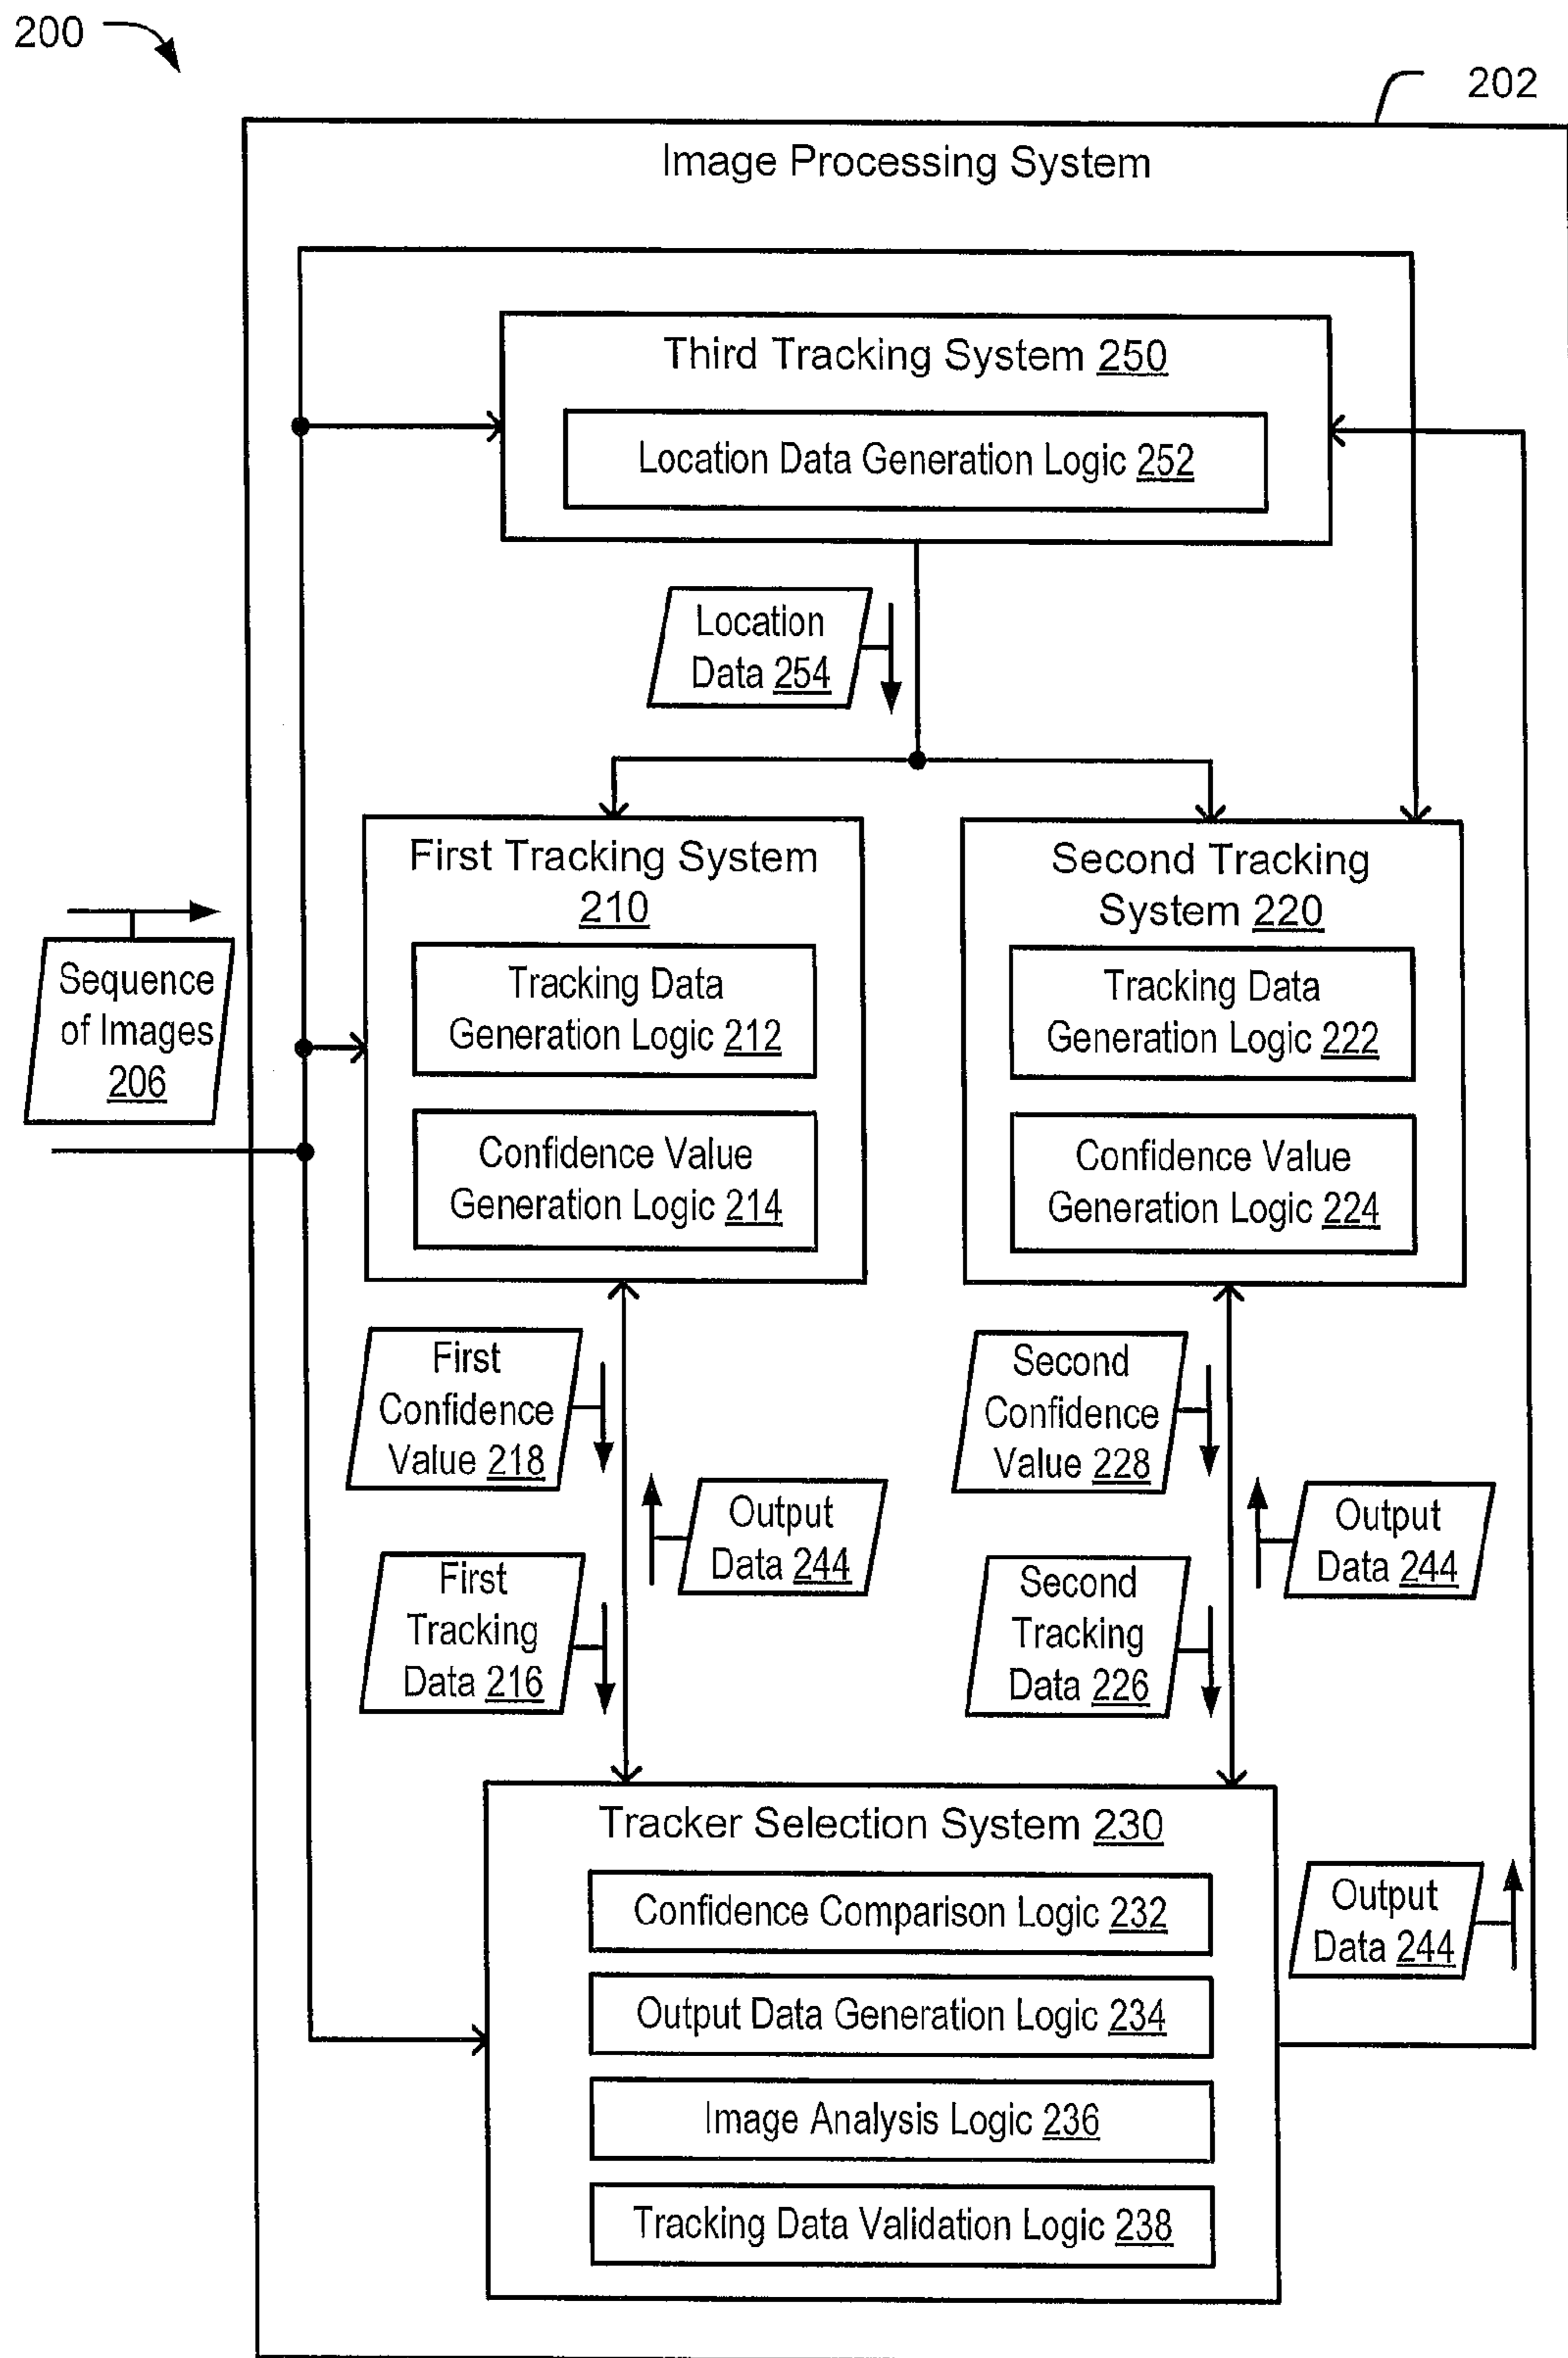 200
202
Image Processing System
Third Tracking System 250
Location Data Generation Logic 252
Location
Data 254
First Tracking System
210
Tracking Data
Generation Logic 212
Confidence Value
Generation Logic 214
Second Tracking
System 220
Tracking Data
Generation Logic 222
Confidence Value
Generation Logic 224
Sequence
of Images
206
First
Confidence
Value 218
Output
Data 244
First
Tracking
Data 216
Second
Confidence
Value 228
Output
Data 244
Second
Tracking
Data 226
Tracker Selection System 230
Confidence Comparison Logic 232
Output Data Generation Logic 234
Image Analysis Logic 236
Tracking Data Validation Logic 238
Output
Data 244